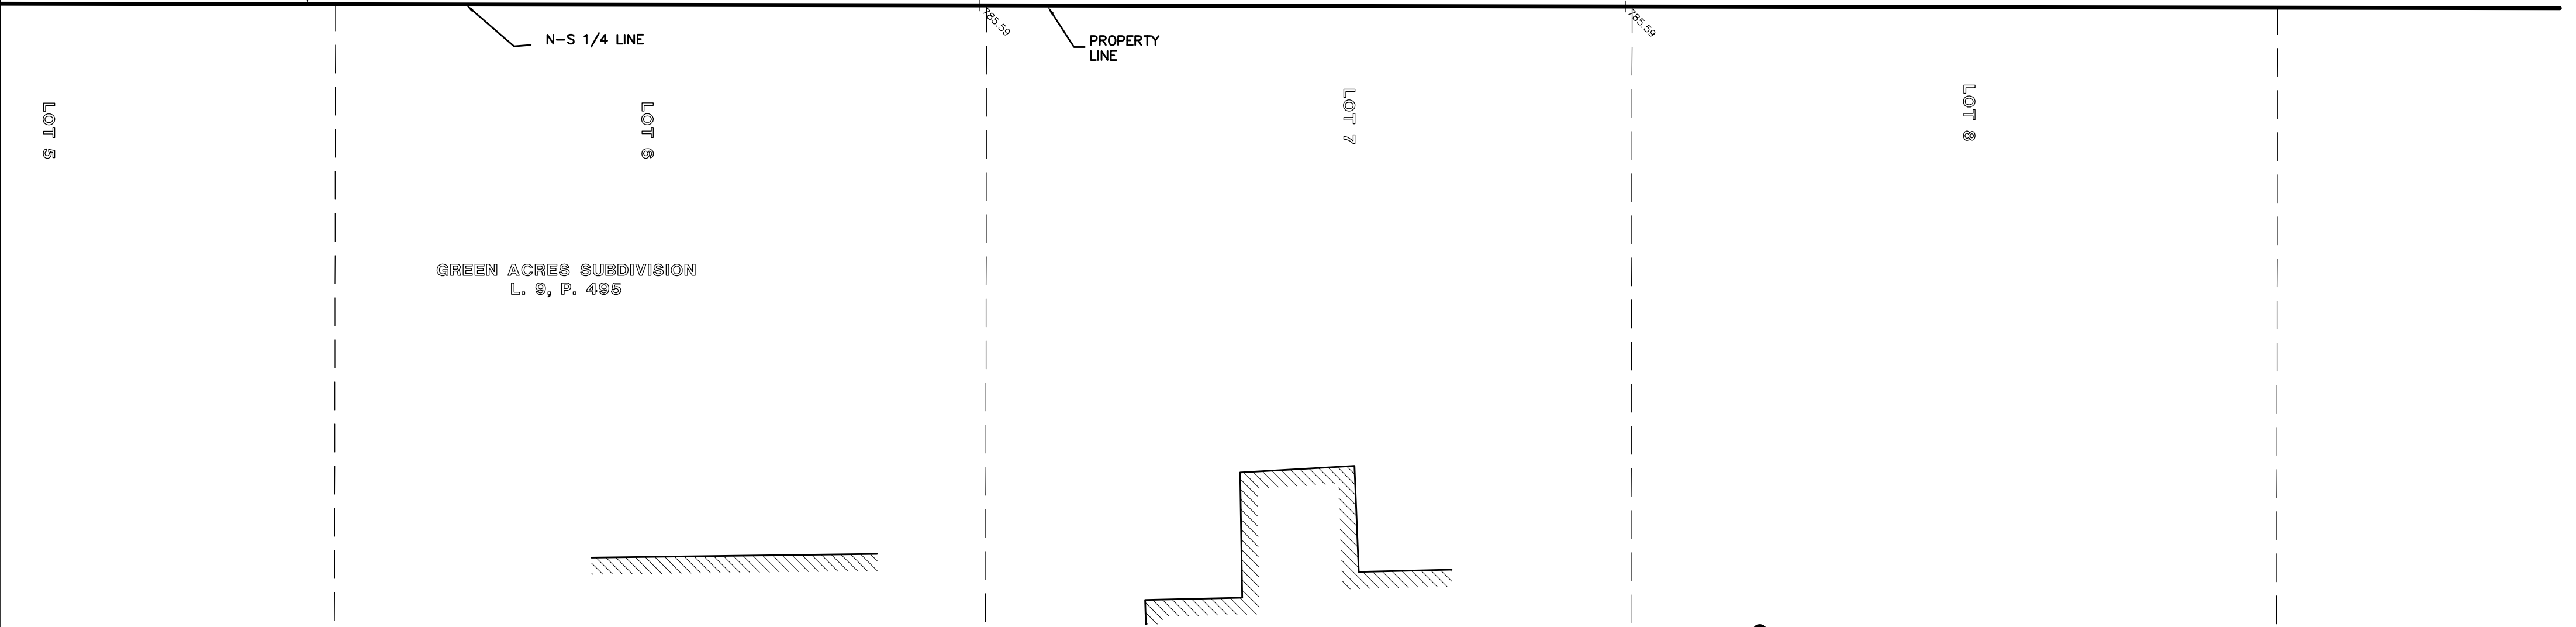 785.59
785.59
N-S 1/4 LINE
PROPERTY
LINE
LOT 5
LOT 6
LOT 7
LOT 8
GREEN ACRES SUBDIVISION
L. 9, P. 495